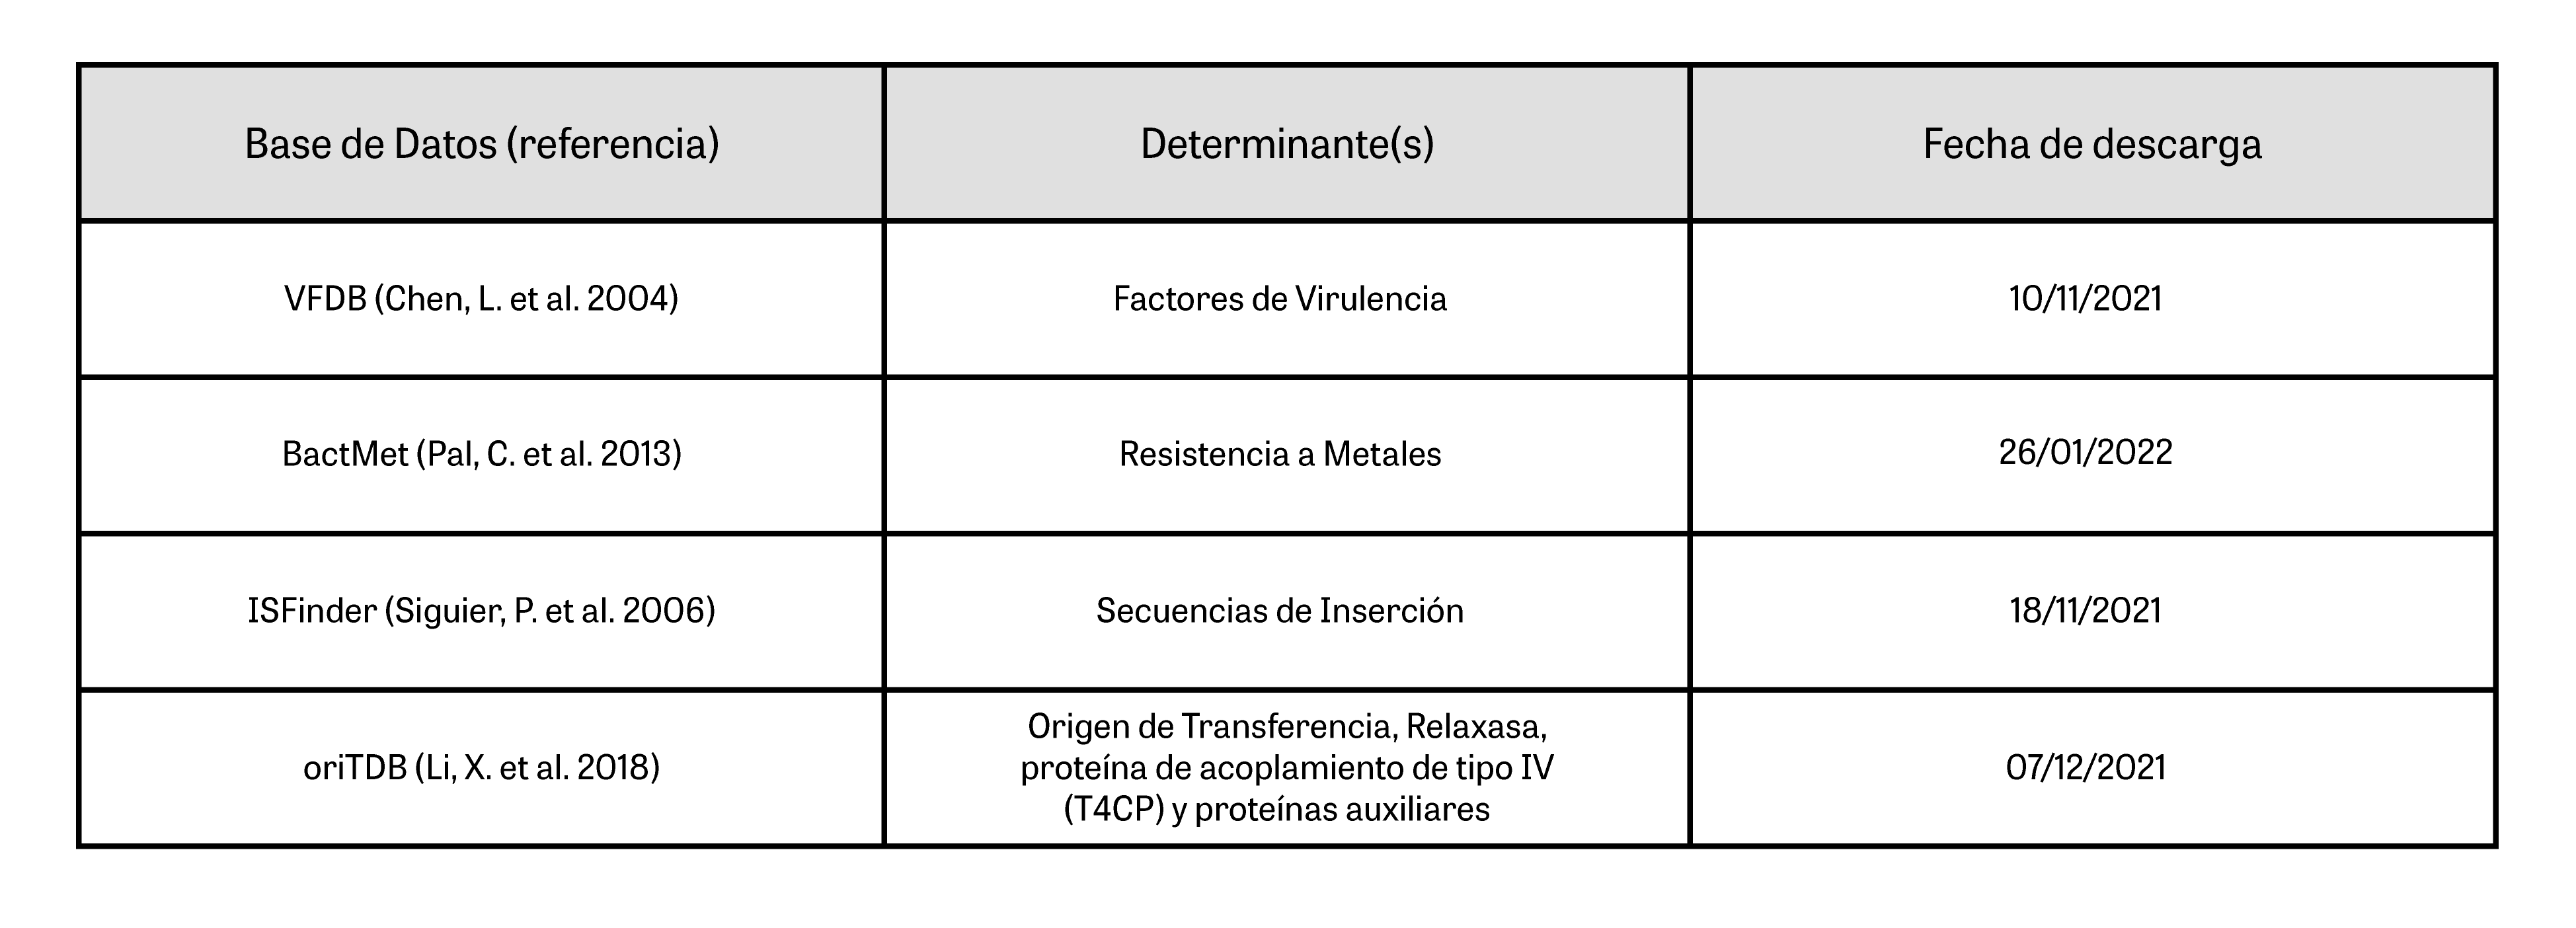 Base de Datos (referencia) Determinante(s) Fecha de descarga
VFDB (Chen, L. et al. 2004) Factores de Virulencia 10/11/2021
BactMet (Pal, C. et al. 2013) Resistencia a Metales 26/01/2022
ISFinder (Siguier, P. et al. 2006) Secuencias de Inserción 18/11/2021
oriTDB (Li, X. et al. 2018)
Origen de Transferencia, Relaxasa,
proteína de acoplamiento de tipo IV
(T4CP) y proteínas auxiliares
07/12/2021